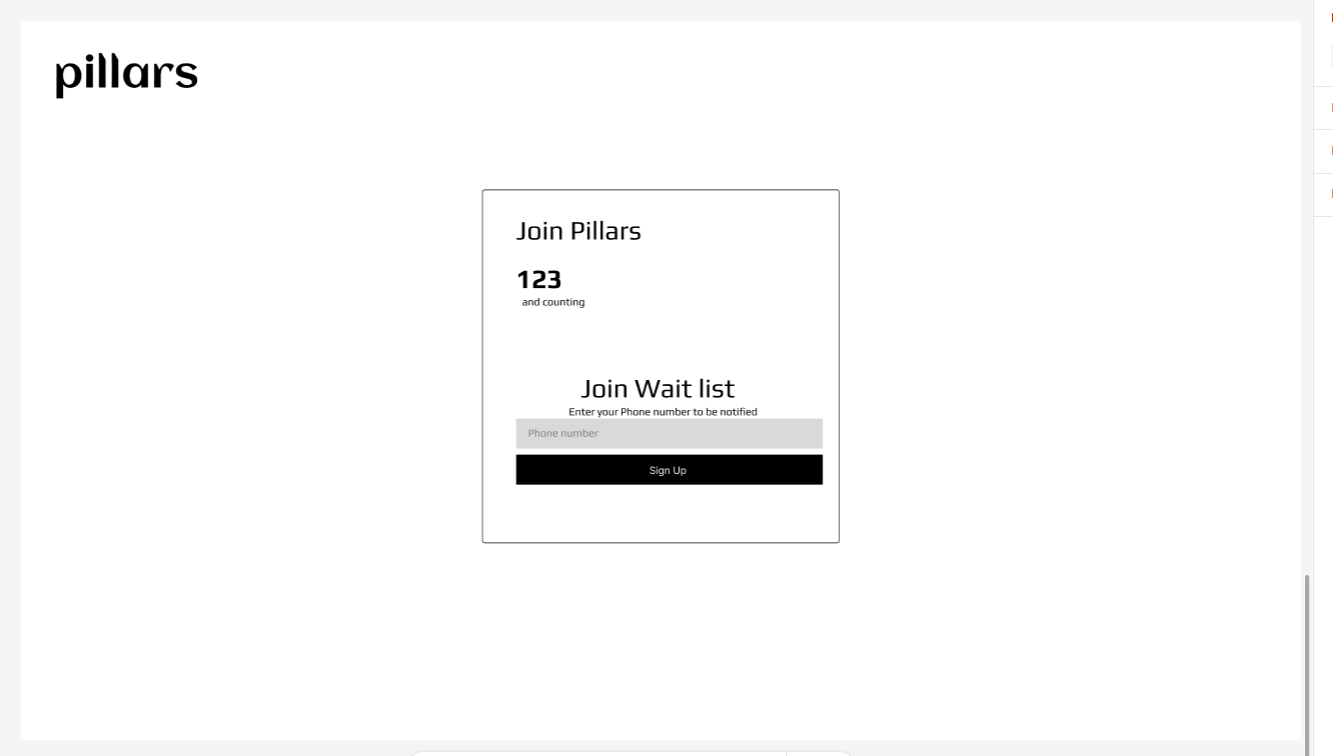 pillars
Join Pillars
123
and counting
Join Wait list
Enter your Phone number to be notified
Phone number
Sign Up